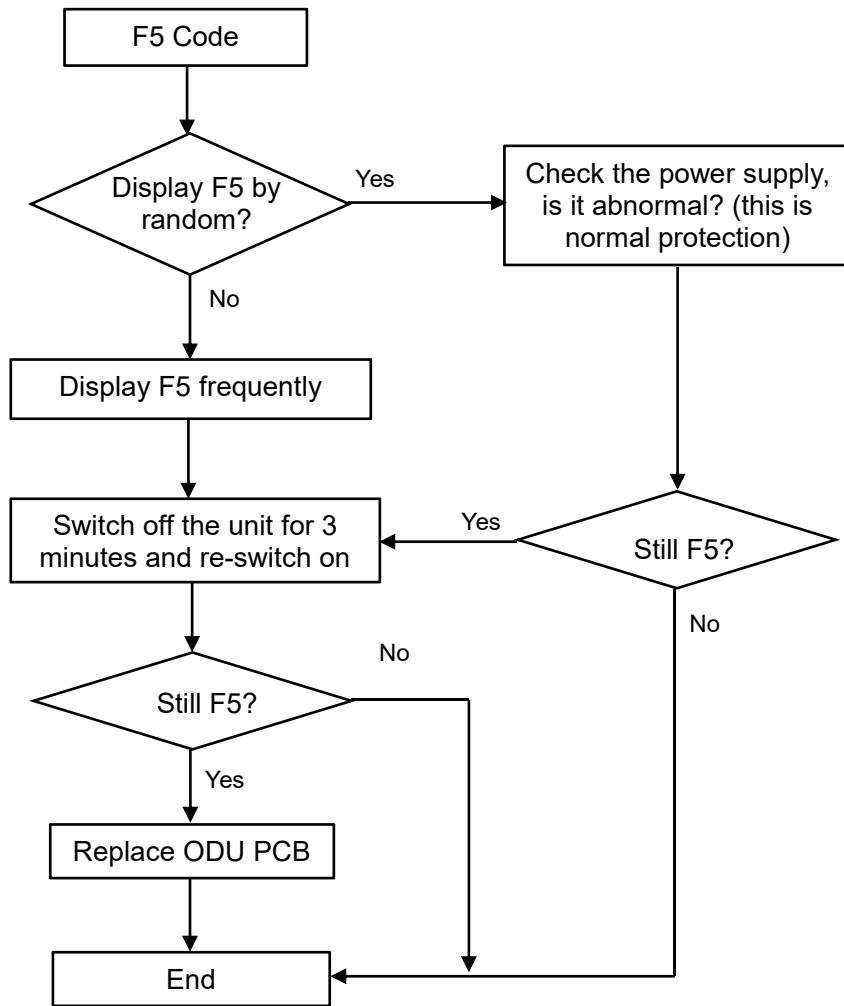 F5 Code
Display F5 by
random?
Yes
Check the power supply,
is it abnormal? (this is
normal protection)
No
Display F5 frequently
Switch off the unit for 3
minutes and re-switch on
Yes
Still F5?
No
No
Still F5?
Yes
Replace ODU PCB
End